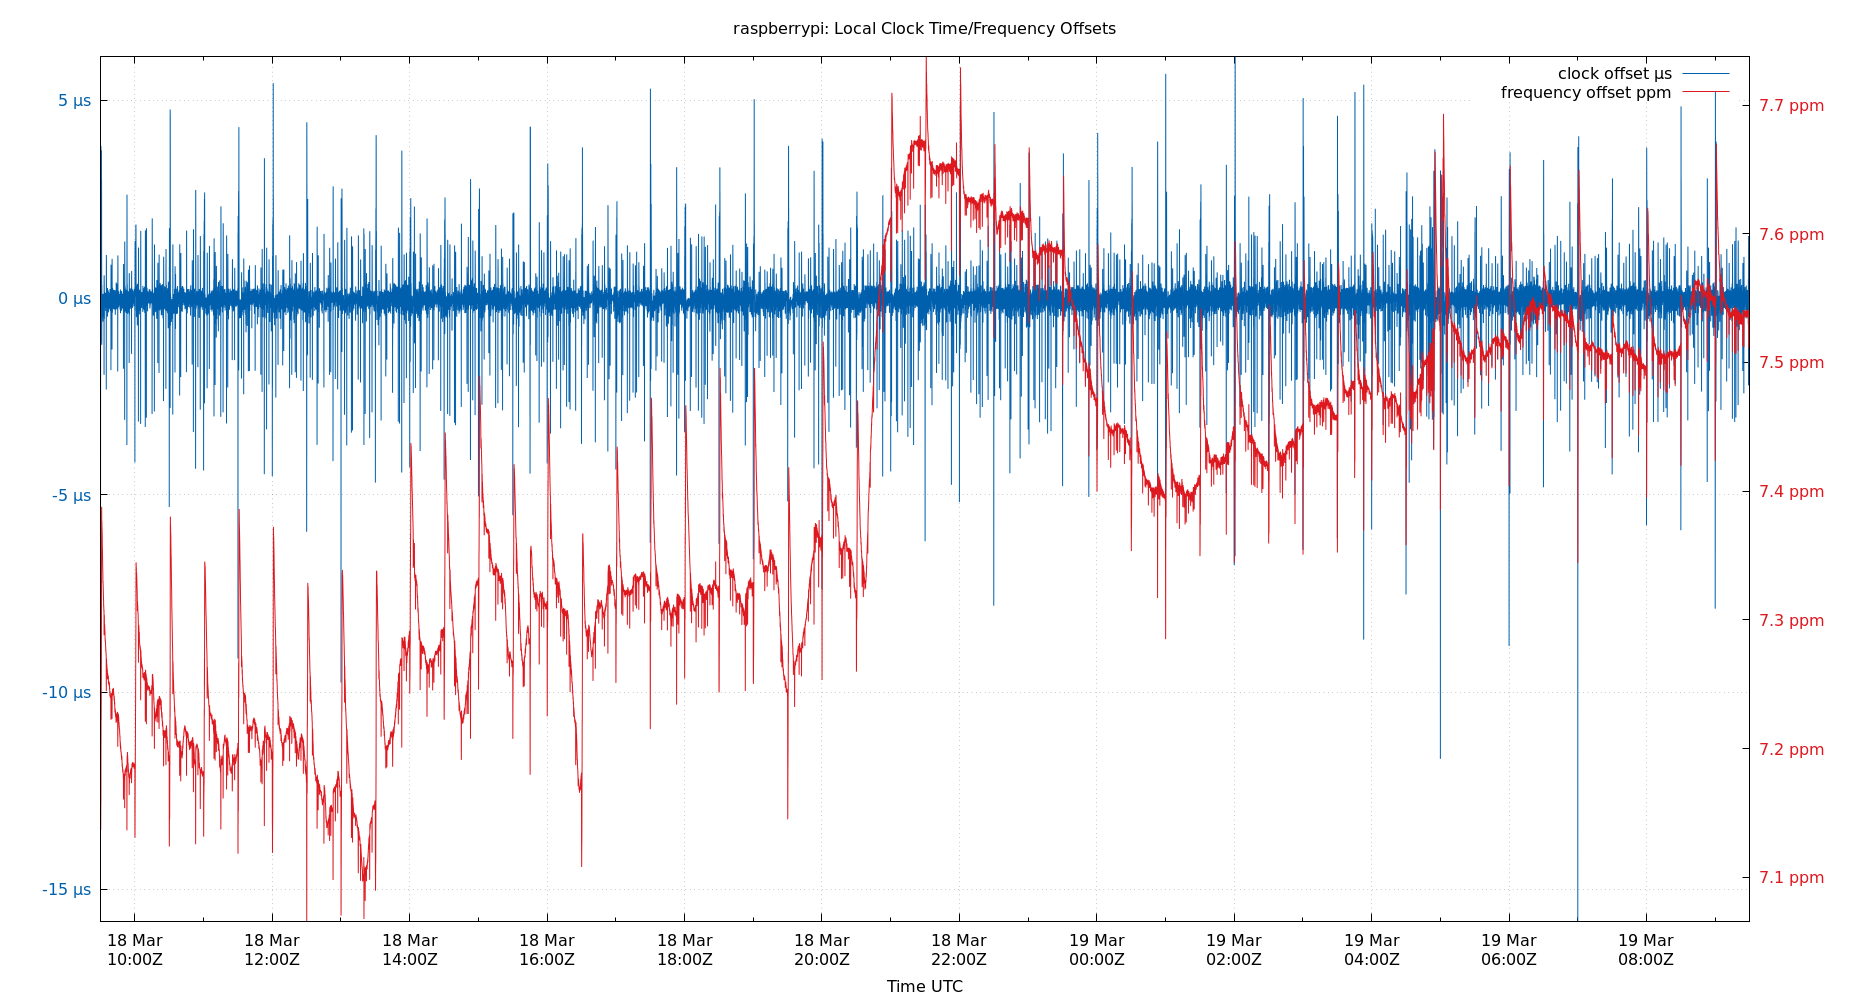 raspberrypi: Local Clock Time/Frequency Offsets
clock offset µs
frequency offset ppm
5 µs
0 µs
-5 µs
-10 µs
-15 µs
7.7 ppm
7.6 ppm
7.5 ppm
7.4 ppm
7.3 ppm
7.2 ppm
7.1 ppm
18 Mar 18 Mar 18 Mar 18 Mar 18 Mar 18 Mar 18 Mar 19 Mar 19 Mar 19 Mar 19 Mar 19 Mar
10:00Z 12:00Z 14:00Z 16:00Z 18:00Z 20:00Z 22:00Z 00:00Z 02:00Z 04:00Z 06:00Z 08:00Z
Time UTC